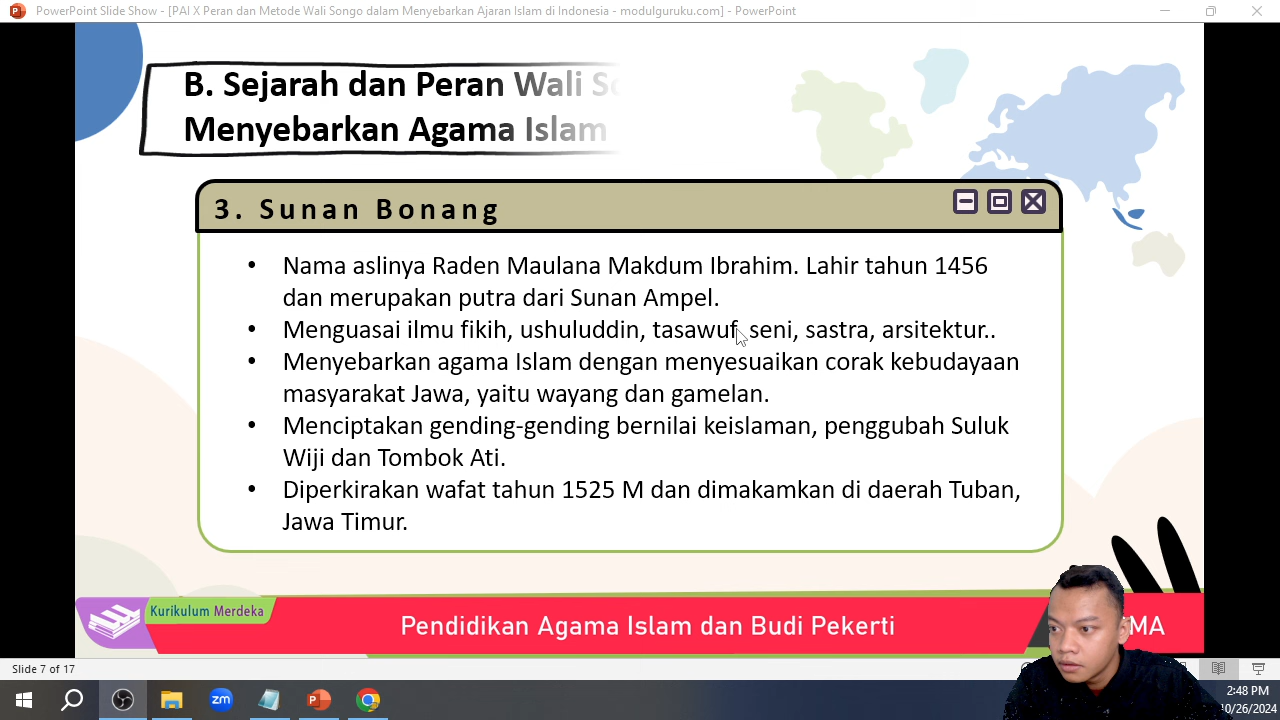 PowerPoint Slide Show - [PAI X Peran dan Metode Wali Songo dalam Menyebarkan Ajaran Islam di Indonesia - modulguruku.com] - PowerPoint
B. Sejarah dan Peran Wali
Menyebarkan Agama Islam
3. Sunan Bonang
• Nama aslinya Raden Maulana Makdum Ibrahim. Lahir tahun 1456
dan merupakan putra dari Sunan Ampel.
• Menguasai ilmu fikih, ushuluddin, tasawuf, seni, sastra, arsitektur..
• Menyebarkan agama Islam dengan menyesuaikan corak kebudayaan
masyarakat Jawa, yaitu wayang dan gamelan.
• Menciptakan gending-gending bernilai keislaman, penggubah Suluk
Wiji dan Tombok Ati.
• Diperkirakan wafat tahun 1525 M dan dimakamkan di daerah Tuban,
Jawa Timur.
Kurikulum Merdeka
Pendidikan Agama Islam dan Budi Pekerti
MA
Slide 7 of 17
zm
2:48 PM
10/26/2024